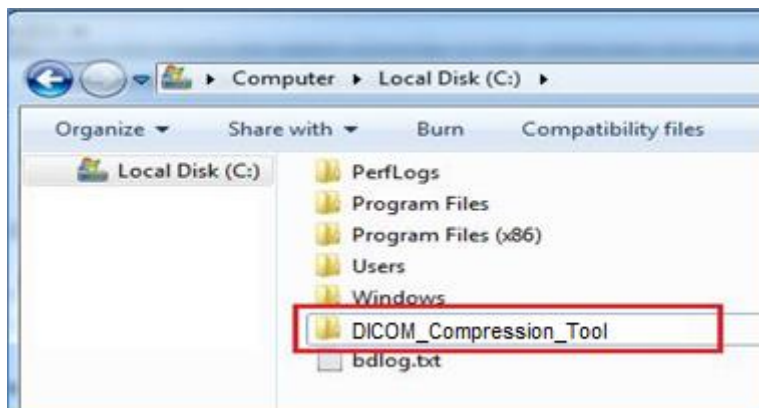 Computer Local Disk (C:)
Organize Share with Burn Compatibility files
Local Disk (C:)
PerfLogs
Program Files
Program Files (x86)
Users
Windows
DICOM_Compression_Tool
bdlog.txt